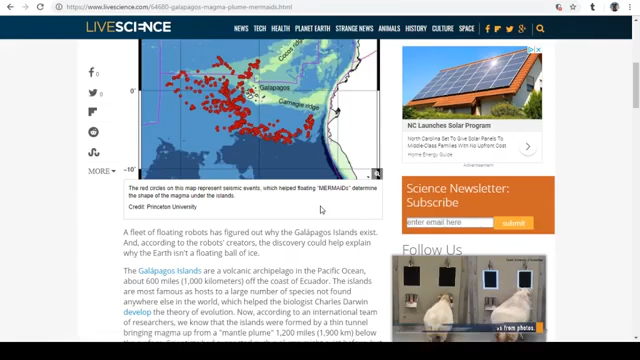 https://www.livescience.com/64680-galapagos-magma-plume-mermaids.html
LIVESCIENCE
NEWS TECH HEALTH PLANET EARTH STRANGE NEWS ANIMALS HISTORY CULTURE SPACE
Cocos ridge
0°
Galapagos
Carnegie ridge
-10°
0
0
MORE
The red circles on this map represent seismic events, which helped floating "MERMAIDs" determine
the shape of the magma under the islands.
Credit: Princeton University
A fleet of floating robots has figured out why the Galápagos Islands exist.
And, according to the robots' creators, the discovery could help explain
why the Earth isn't a floating ball of ice.
The Galápagos Islands are a volcanic archipelago in the Pacific Ocean,
about 600 miles (1,000 kilometers) off the coast of Ecuador. The islands
are most famous as hosts to a large number of species not found
anywhere else in the world, which helped the biologist Charles Darwin
develop the theory of evolution. Now, according to an international
team of researchers, we know that the islands were formed by a thin tunnel
bringing magma up from a "mantle plume" 1,200 miles (1,900 km) below
NC Launches Solar Program
North Carolina Set To Give Solar Panels To
Middle-Class Families With No Upfront Cost
Home Energy Guide
Advertisement
Science Newsletter:
Subscribe
enter email here
submit
Follow Us
s from photos.